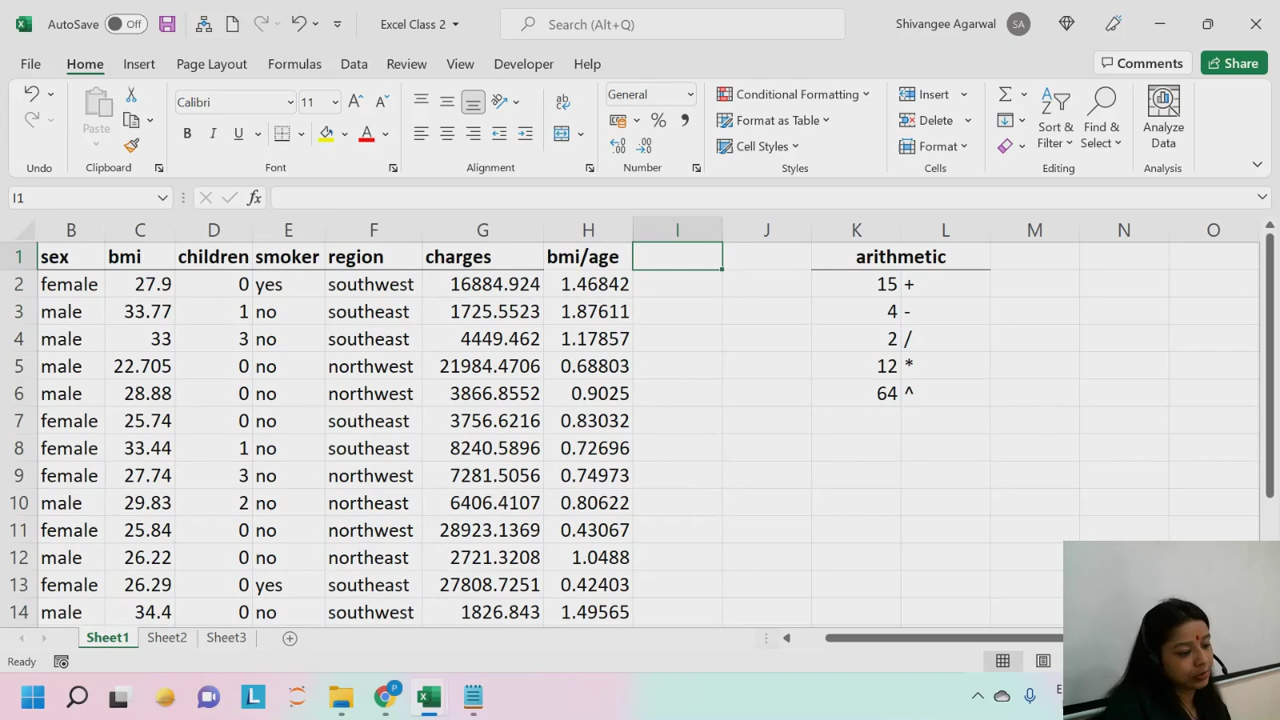 AutoSave Off Excel Class 2 Search (Alt+Q) Shivangee Agarwal SA
File Home Insert Page Layout Formulas Data Review View Developer Help Comments Share
Paste Calibri 11 General Conditional Formatting Format as Table Cell Styles Insert Delete Format Sort & Filter Find & Select Analyze Data
Undo Clipboard Font Alignment Number Styles Cells Editing Analysis
I1 fx
B C D E F G H I J K L M N O
1 sex bmi children smoker region charges bmi/age arithmetic
2 female 27.9 0 yes southwest 16884.924 1.46842 15 +
3 male 33.77 1 no southeast 1725.5523 1.87611 4 -
4 male 33 3 no southeast 4449.462 1.17857 2 /
5 male 22.705 0 no northwest 21984.4706 0.68803 12 *
6 male 28.88 0 no northwest 3866.8552 0.9025 64 ^
7 female 25.74 0 no southeast 3756.6216 0.83032
8 female 33.44 1 no southeast 8240.5896 0.72696
9 female 27.74 3 no northwest 7281.5056 0.74973
10 male 29.83 2 no northeast 6406.4107 0.80622
11 female 25.84 0 no northwest 28923.1369 0.43067
12 male 26.22 0 no northeast 2721.3208 1.0488
13 female 26.29 0 yes southeast 27808.7251 0.42403
14 male 34.4 0 no southwest 1826.843 1.49565
Sheet1 Sheet2 Sheet3
Ready